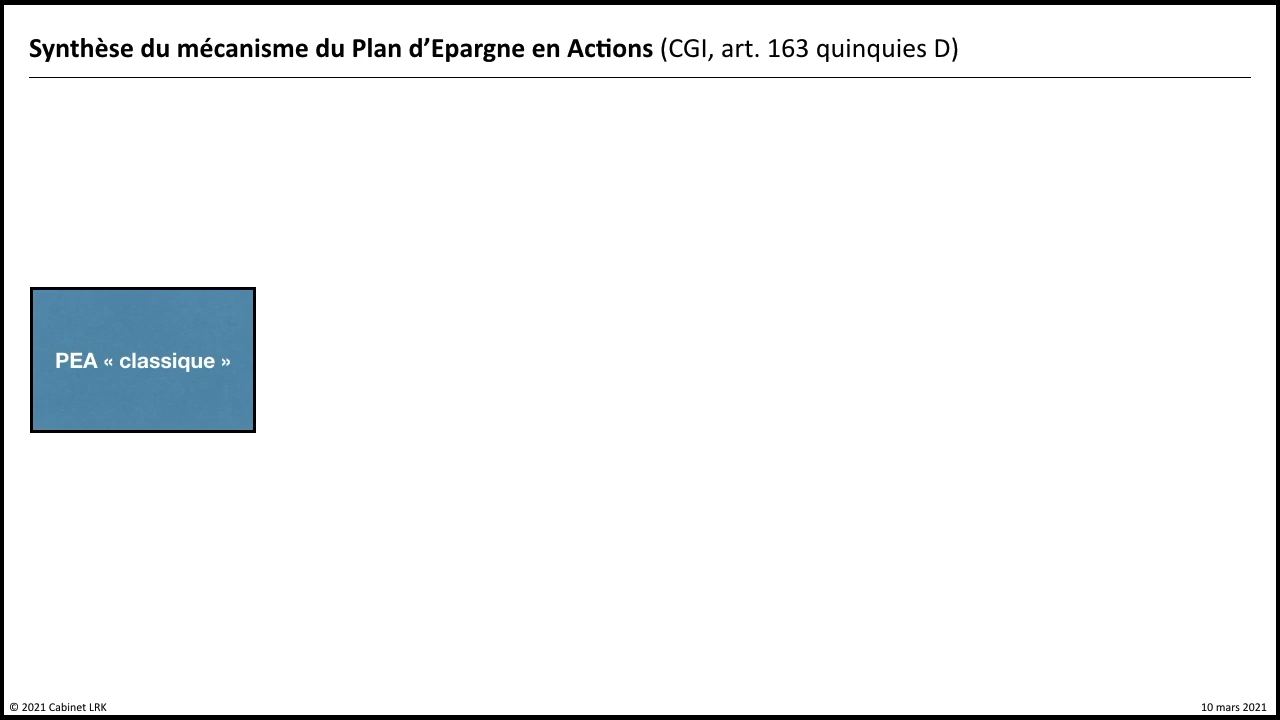 Synthèse du mécanisme du Plan d’Epargne en Actions (CGI, art. 163 quinquies D)
PEA « classique »
© 2021 Cabinet LRK
10 mars 2021